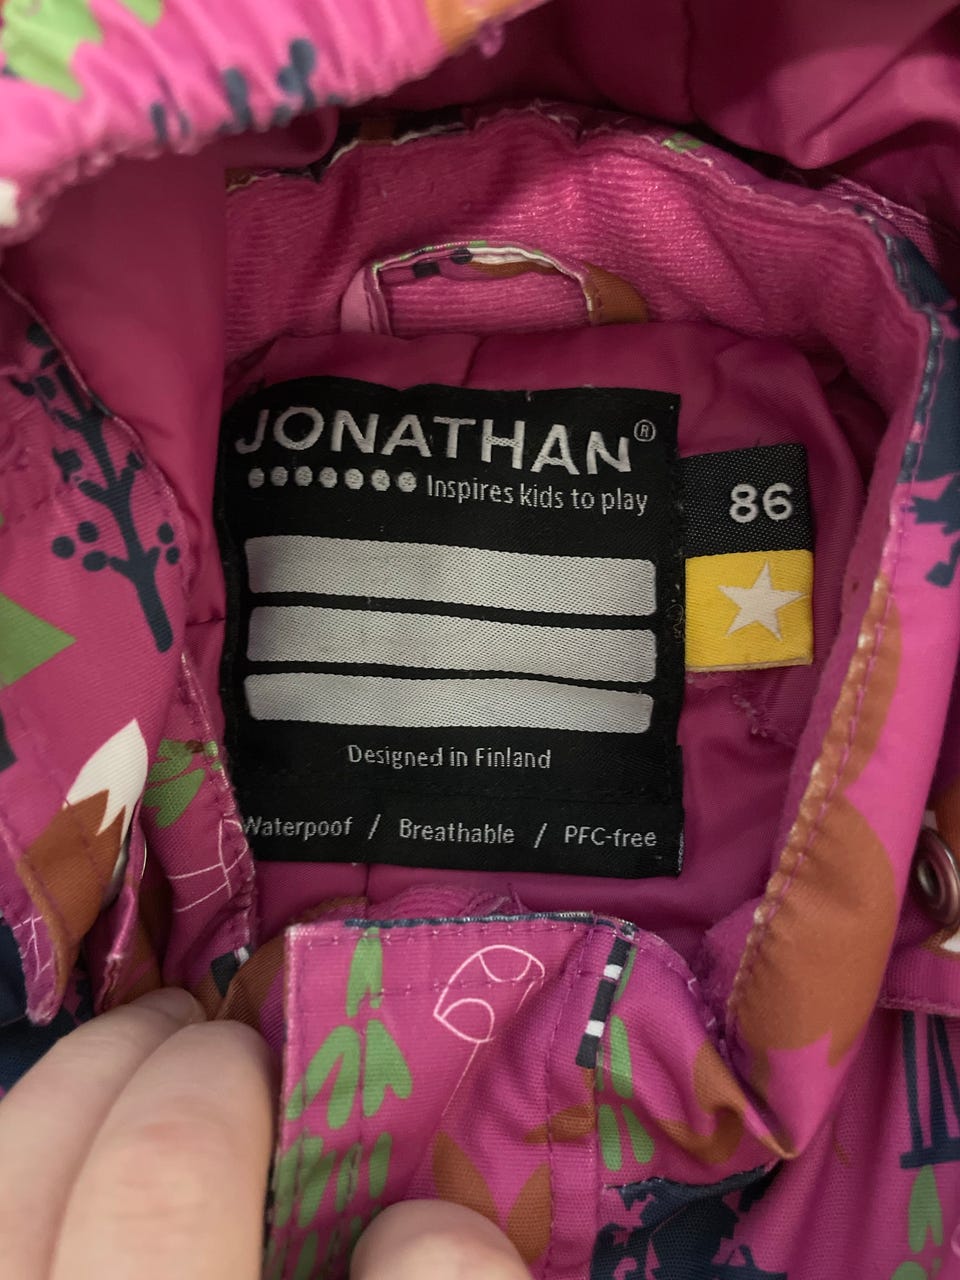 JONATHAN®
Inspires kids to play
86
Designed in Finland
Waterpoof / Breathable / PFC-free